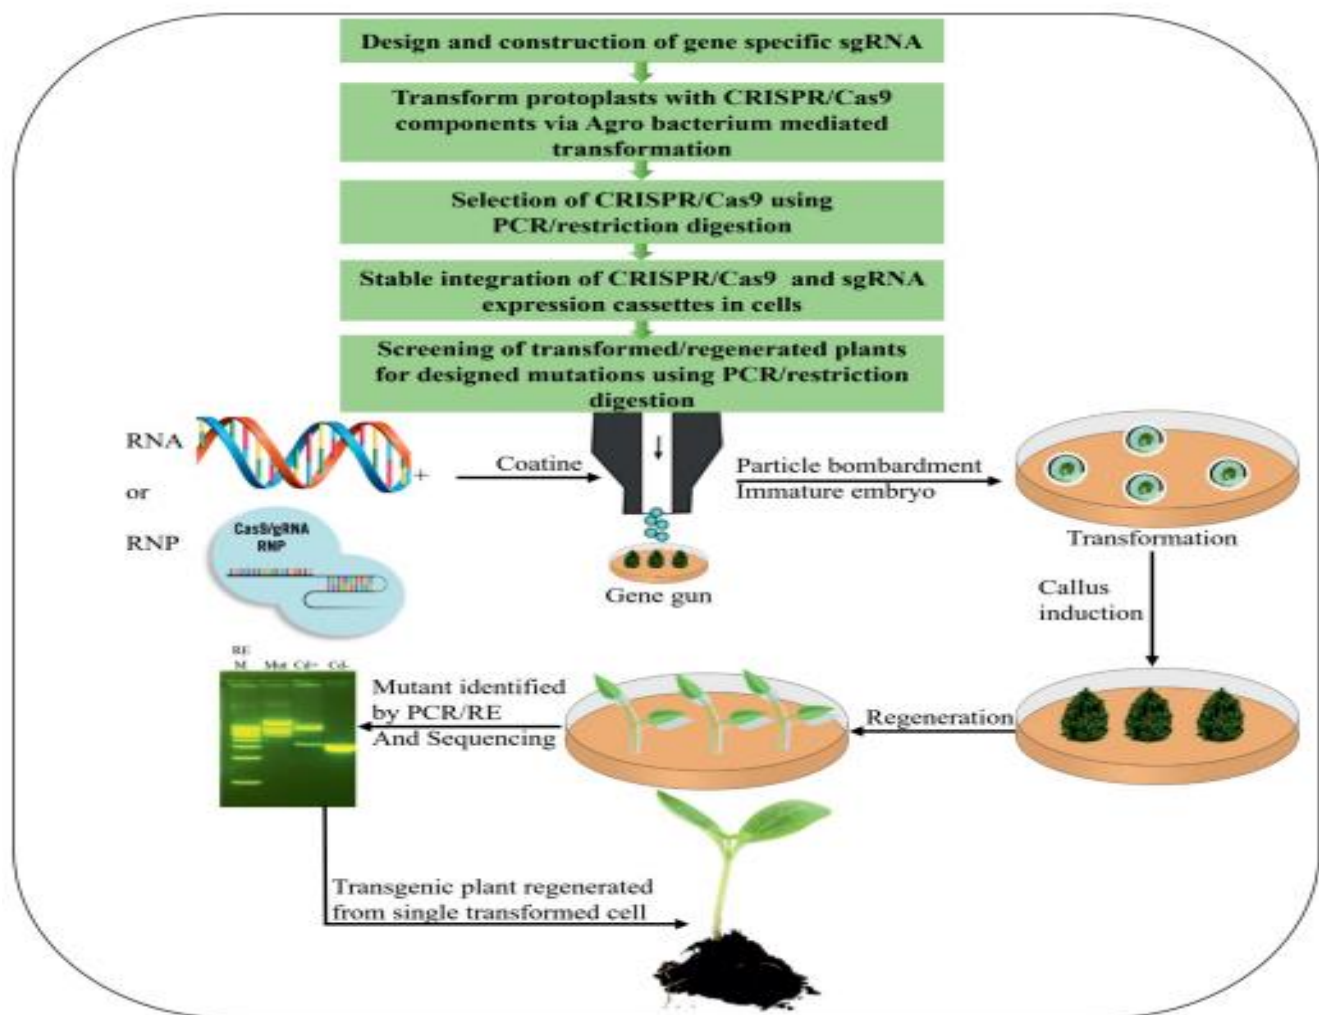 Design and construction of gene specific sgRNA
Transform protoplasts with CRISPR/Cas9
components via Agro bacterium mediated
transformation
Selection of CRISPR/Cas9 using
PCR/restriction digestion
Stable integration of CRISPR/Cas9 and sgRNA
expression cassettes in cells
Screening of transformed/regenerated plants
for designed mutations using PCR/restriction
digestion
RNA
or
RNP
+
Cas9/gRNA
RNP
Coatine
Gene gun
Particle bombardment
Immature embryo
Transformation
Callus
induction
Regeneration
Mutant identified
by PCR/RE
And Sequencing
RE
M Mut Cd+ Cd-
Transgenic plant regenerated
from single transformed cell